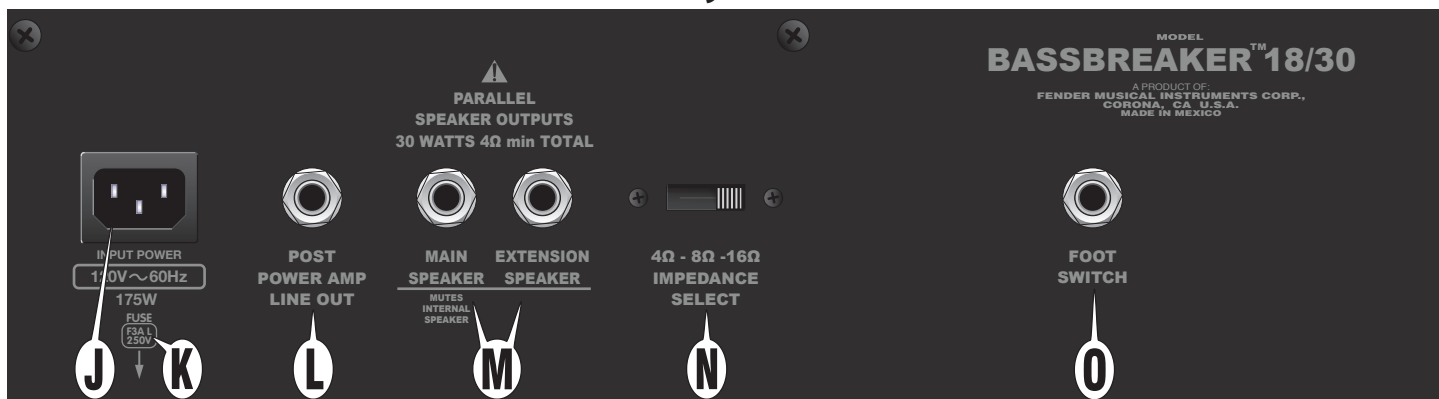 MODEL
BASSBREAKER™18/30
A PRODUCT OF:
FENDER MUSICAL INSTRUMENTS CORP.,
CORONA, CA U.S.A.
MADE IN MEXICO
PARALLEL
SPEAKER OUTPUTS
30 WATTS 4Ω min TOTAL
INPUT POWER
120V～60Hz
175W
FUSE
F3A L
250V
POST
POWER AMP
LINE OUT
MAIN
SPEAKER
MUTES
INTERNAL
SPEAKER
EXTENSION
SPEAKER
4Ω - 8Ω -16Ω
IMPEDANCE
SELECT
FOOT
SWITCH
J
K
L
M
N
O